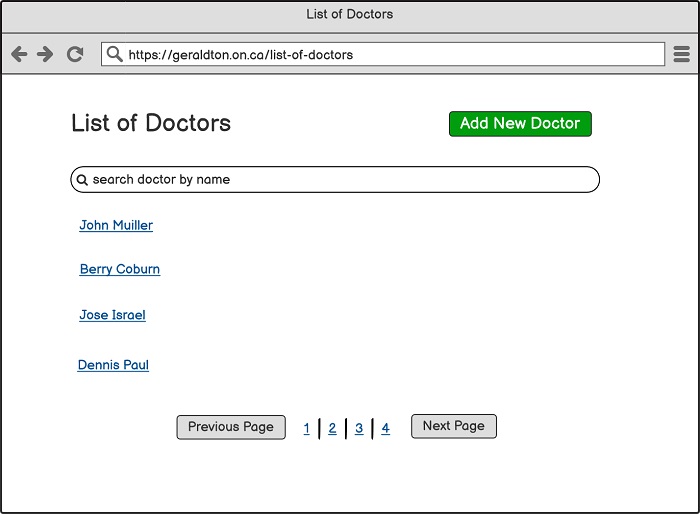 List of Doctors
https://geraldton.on.ca/list-of-doctors
List of Doctors
Add New Doctor
search doctor by name
John Muiller
Berry Coburn
Jose Israel
Dennis Paul
Previous Page 1 | 2 | 3 | 4 Next Page